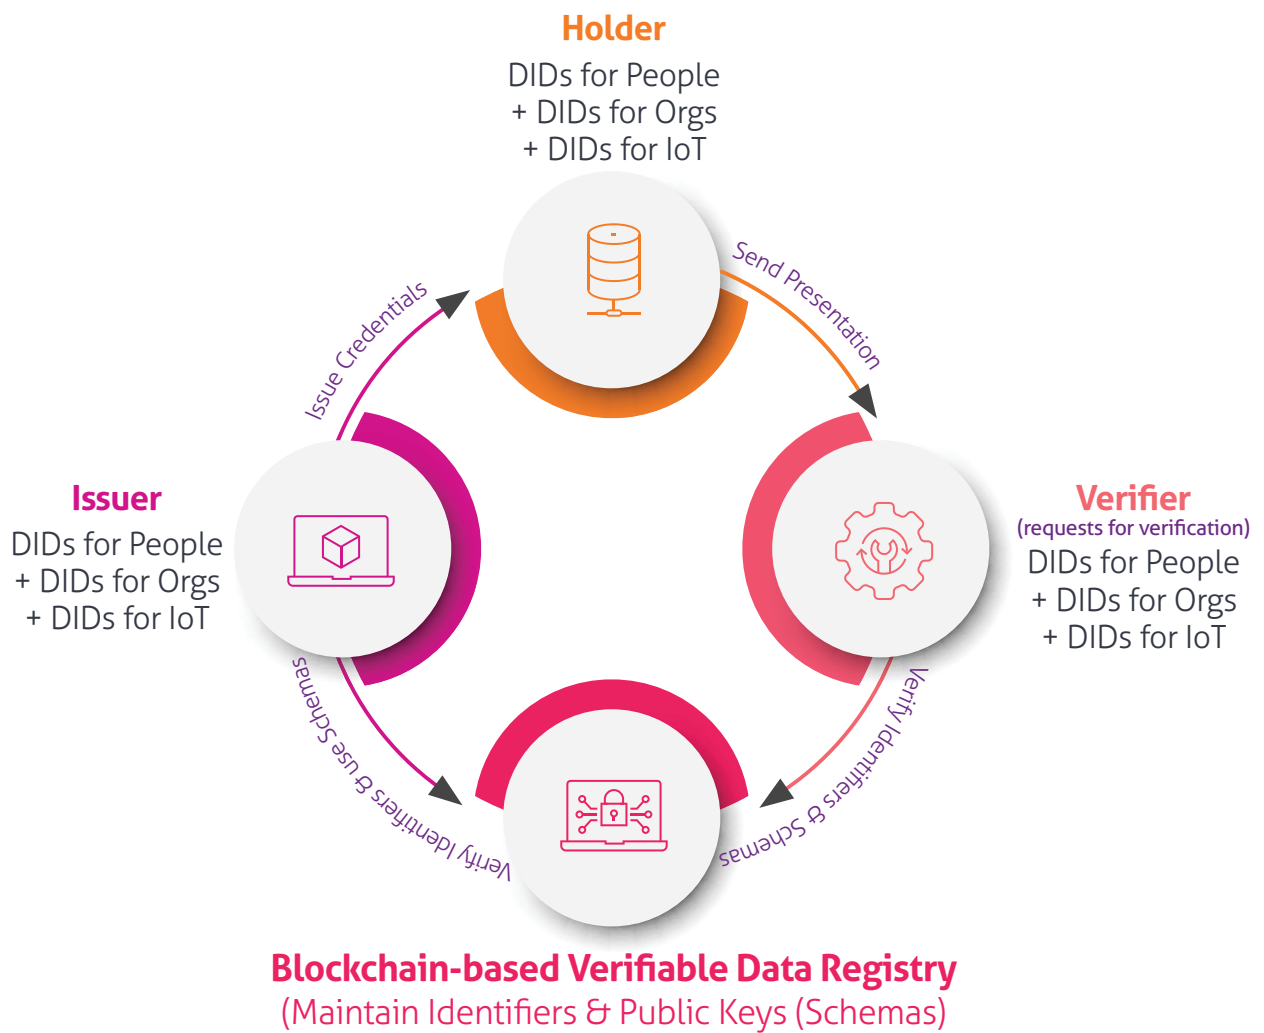 Holder
DIDs for People
+ DIDs for Orgs
+ DIDs for IoT
Send Presentation
Issue Credentials
Issuer
DIDs for People
+ DIDs for Orgs
+ DIDs for IoT
Verifier
(requests for verification)
DIDs for People
+ DIDs for Orgs
+ DIDs for IoT
Verify Identifiers & use Schemas
Verify Identifiers & Schemas
Blockchain-based Verifiable Data Registry
(Maintain Identifiers & Public Keys (Schemas)